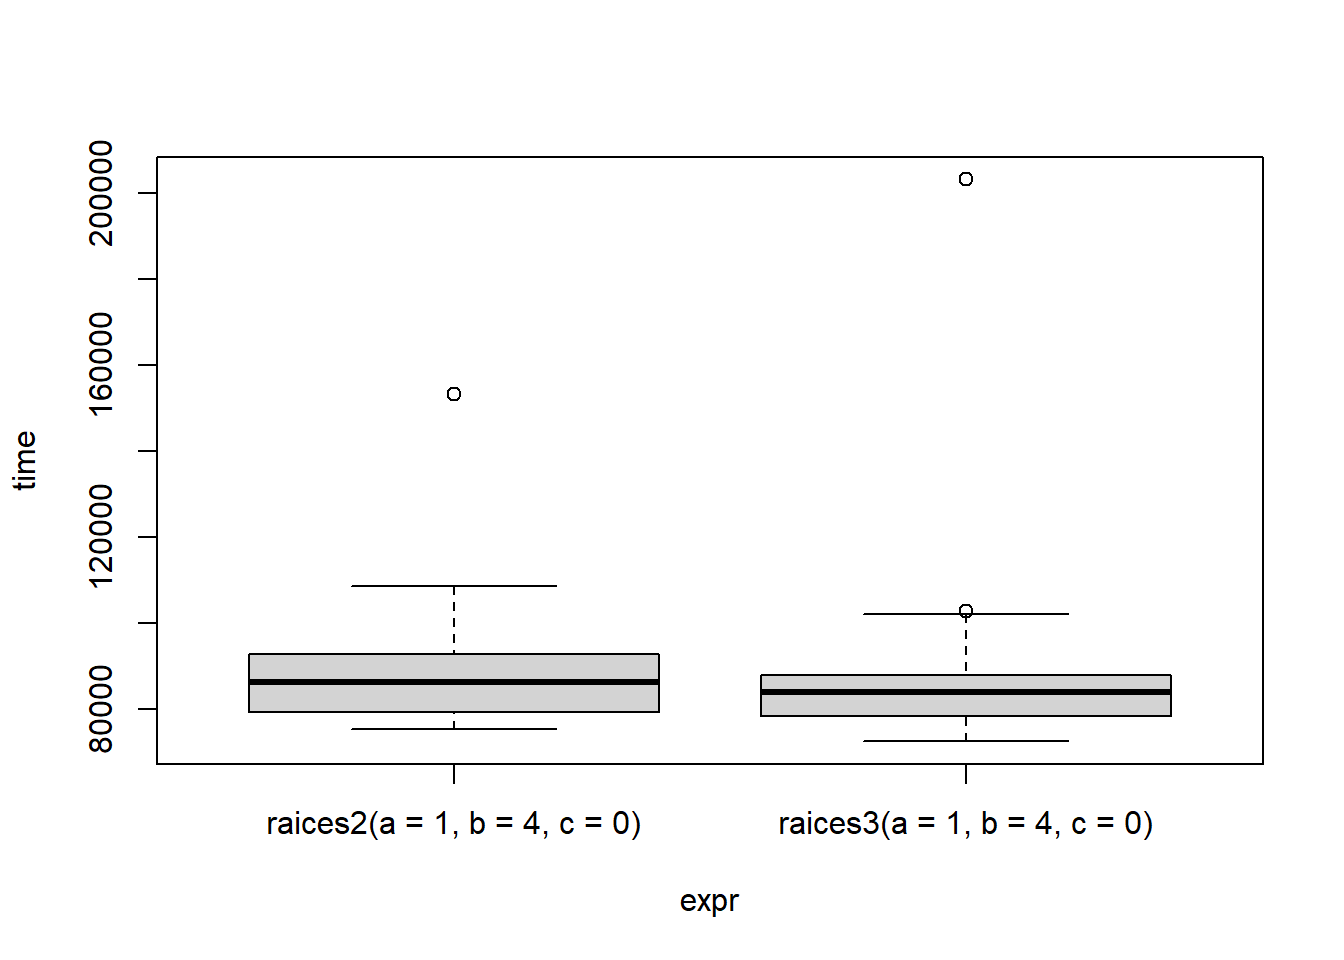 time
200000
160000
120000
80000
raices2(a = 1, b = 4, c = 0)
raices3(a = 1, b = 4, c = 0)
expr